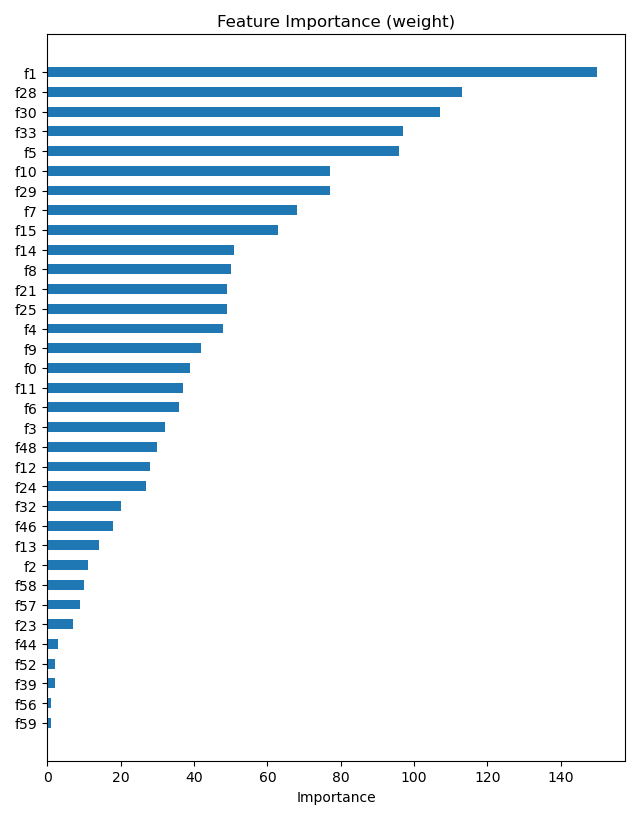 Feature Importance (weight)
f1
f28
f30
f33
f5
f10
f29
f7
f15
f14
f8
f21
f25
f4
f9
f0
f11
f6
f3
f48
f12
f24
f32
f46
f13
f2
f58
f57
f23
f44
f52
f39
f56
f59
0 20 40 60 80 100 120 140
Importance